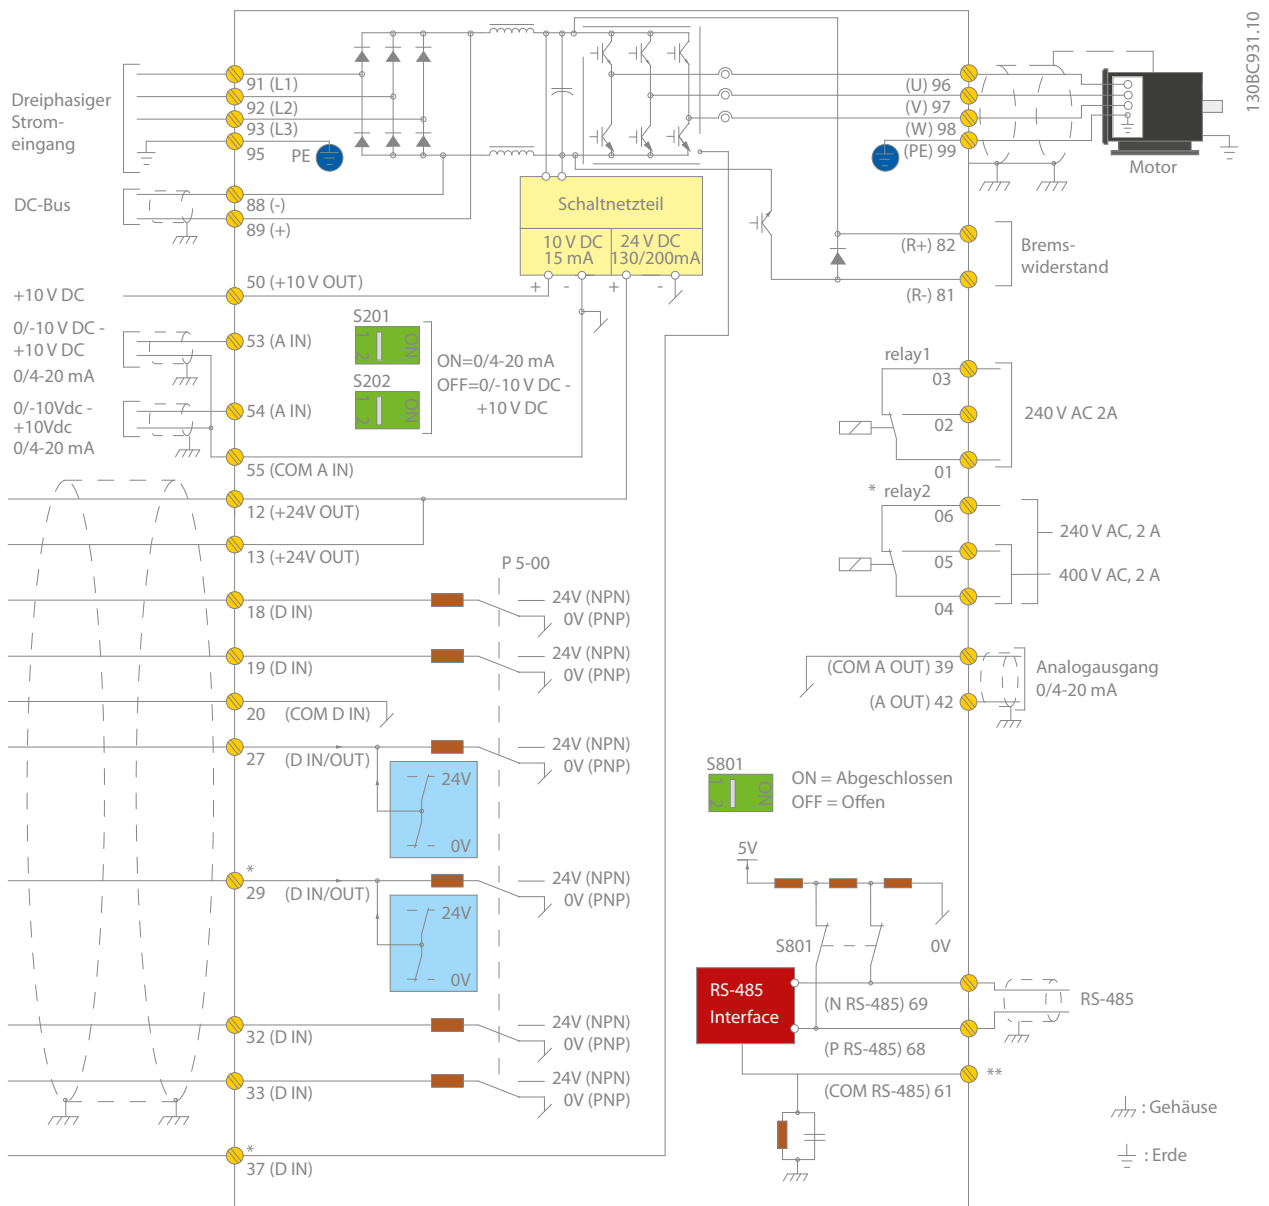 130BC931.10
Dreiphasiger
Strom-
eingang
91 (L1)
92 (L2)
93 (L3)
95
PE
DC-Bus
88 (-)
89 (+)
+10 V DC
50 (+10 V OUT)
0/-10 V DC -
+10 V DC
0/4-20 mA
53 (A IN)
0/-10Vdc -
+10Vdc
0/4-20 mA
54 (A IN)
55 (COM A IN)
12 (+24V OUT)
13 (+24V OUT)
18 (D IN)
19 (D IN)
20 (COM D IN)
27 (D IN/OUT)
*
29 (D IN/OUT)
32 (D IN)
33 (D IN)
*
37 (D IN)
Schaltnetzteil
10 V DC
15 mA
24 V DC
130/200mA
+ - + -
S201
1 2 ON
S202
1 2 ON
ON=0/4-20 mA
OFF=0/-10 V DC -
+10 V DC
P 5-00
24V (NPN)
0V (PNP)
24V (NPN)
0V (PNP)
24V (NPN)
0V (PNP)
24V
0V
24V (NPN)
0V (PNP)
24V
0V
24V (NPN)
0V (PNP)
24V (NPN)
0V (PNP)
(U) 96
(V) 97
(W) 98
(PE) 99
Motor
(R+) 82
(R-) 81
Brems-
widerstand
relay1
03
02
01
240 V AC 2A
* relay2
06
05
04
240 V AC, 2 A
400 V AC, 2 A
(COM A OUT) 39
(A OUT) 42
Analogausgang
0/4-20 mA
S801
1 2 ON
ON = Abgeschlossen
OFF = Offen
5V
S801
0V
RS-485
Interface
(N RS-485) 69
(P RS-485) 68
(COM RS-485) 61
**
RS-485
: Gehäuse
: Erde